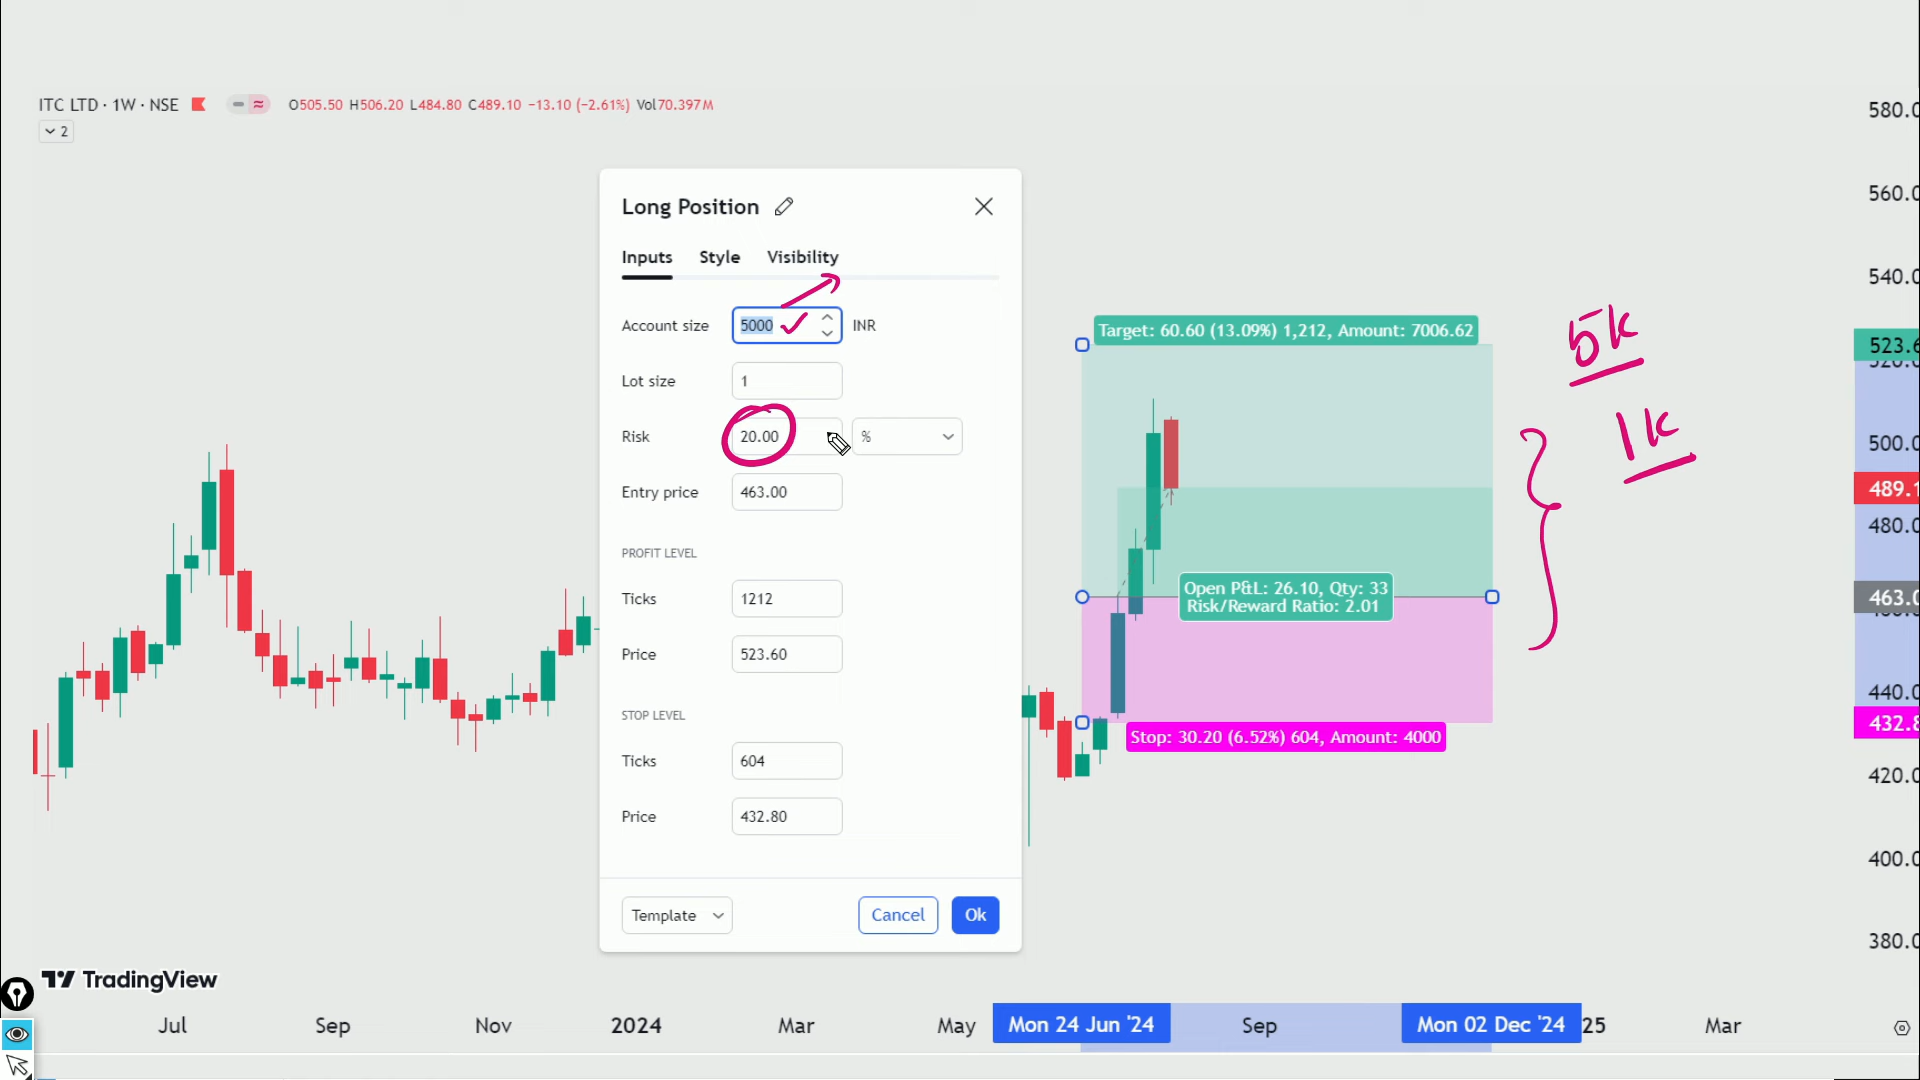 ITC LTD · 1W · NSE O505.50 H506.20 L484.80 C489.10 −13.10 (−2.61%) Vol70.397M
2
Long Position
Inputs Style Visibility
Account size 5000 INR
Lot size 1
Risk 20.00 %
Entry price 463.00
PROFIT LEVEL
Ticks 1212
Price 523.60
STOP LEVEL
Ticks 604
Price 432.80
Template Cancel Ok
Target: 60.60 (13.09%) 1,212, Amount: 7006.62
Open P&L: 26.10, Qty: 33
Risk/Reward Ratio: 2.01
Stop: 30.20 (6.52%) 604, Amount: 4000
5k
1k
580.0
560.0
540.0
523.6
520.0
500.0
489.1
480.0
463.0
440.0
432.8
420.0
400.0
380.0
TradingView
Jul Sep Nov 2024 Mar May Mon 24 Jun '24 Sep Mon 02 Dec '24 25 Mar